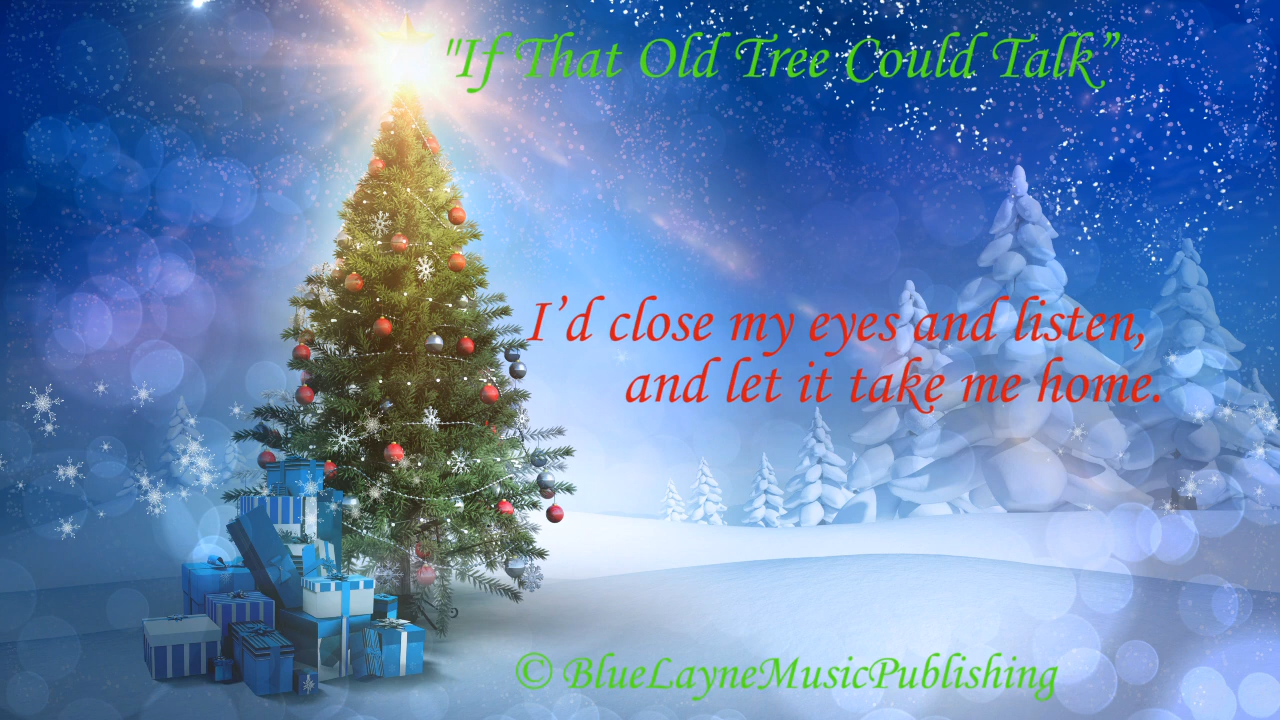 "If That Old Tree Could Talk”
I’d close my eyes and listen,
and let it take me home.
© BlueLayneMusicPublishing